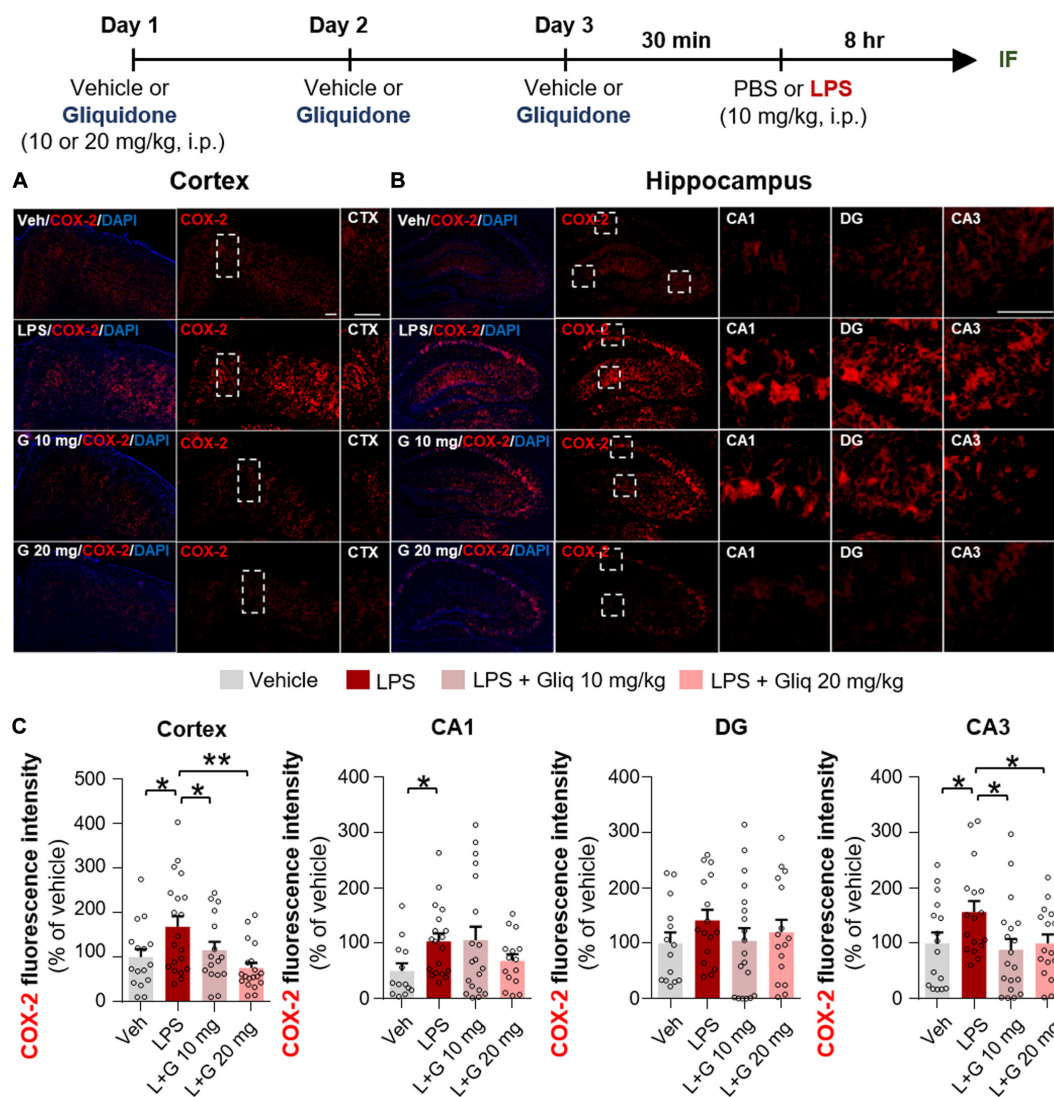 Day 1 Day 2 Day 3 30 min 8 hr
IF
Vehicle or Vehicle or Vehicle or PBS or LPS
Gliquidone Gliquidone Gliquidone (10 mg/kg, i.p.)
(10 or 20 mg/kg, i.p.)
A Cortex B Hippocampus
Veh/COX-2/DAPI COX-2 CTX Veh/COX-2/DAPI COX-2 CA1 DG CA3
LPS/COX-2/DAPI COX-2 CTX LPS/COX-2/DAPI COX-2 CA1 DG CA3
G 10 mg/COX-2/DAPI COX-2 CTX G 10 mg/COX-2/DAPI COX-2 CA1 DG CA3
G 20 mg/COX-2/DAPI COX-2 CTX G 20 mg/COX-2/DAPI COX-2 CA1 DG CA3
Vehicle LPS LPS + Gliq 10 mg/kg LPS + Gliq 20 mg/kg
C
Cortex
COX-2 fluorescence intensity
(% of vehicle)
500
400
300
200
100
0
* * **
Veh LPS L+G 10 mg L+G 20 mg
CA1
COX-2 fluorescence intensity
(% of vehicle)
400
300
200
100
0
*
Veh LPS L+G 10 mg L+G 20 mg
DG
COX-2 fluorescence intensity
(% of vehicle)
400
300
200
100
0
Veh LPS L+G 10 mg L+G 20 mg
CA3
COX-2 fluorescence intensity
(% of vehicle)
400
300
200
100
0
* * *
Veh LPS L+G 10 mg L+G 20 mg